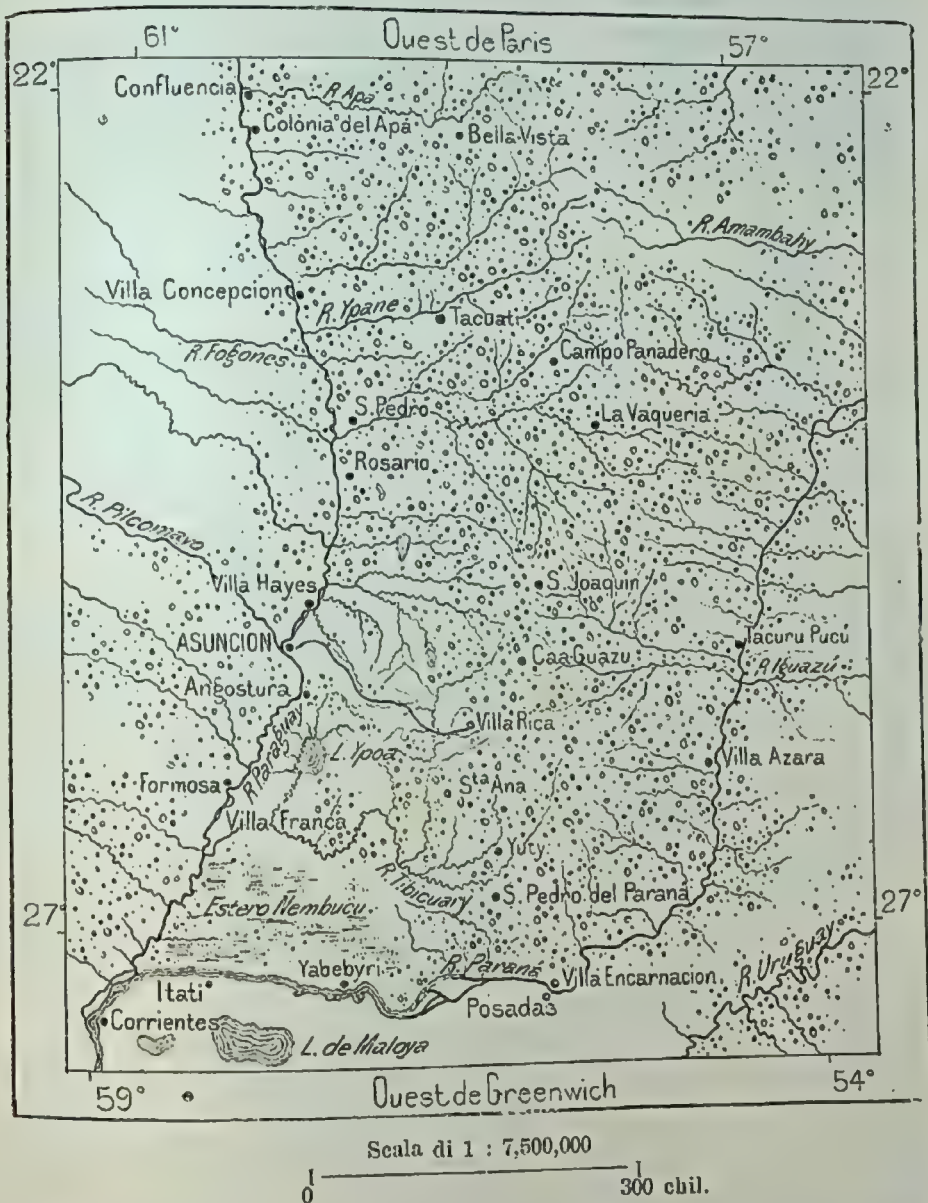 61° Ouest de Paris 57°
22° 22°
Confluencia
R. Apa
Colonia del Apá
Bella Vista
R. Amambahy
Villa Concepcion
R. Ypane
Tacuati
R. Fogones
Campo Panadero
S. Pedro
La Vaqueria
Rosario
R. Pilcomayo
Villa Hayes
S. Joaquin
ASUNCION
Tacuru Pucú
Caa-Guazu
R. Iguazú
Angostura
Villa Rica
R. Paraguay
L. Ypoa
Villa Azara
Formosa
Sta Ana
Villa Franca
Yuty
R. Tibicuary
S. Pedro del Paraná
Estero Nembucu
27° 27°
R. Uruguay
Yabebyri
R. Parana
Villa Encarnacion
Itati
Posadas
Corrientes
L. de Maloya
59° Ouest de Greenwich 54°
Scala di 1 : 7,500,000
0 300 chil.